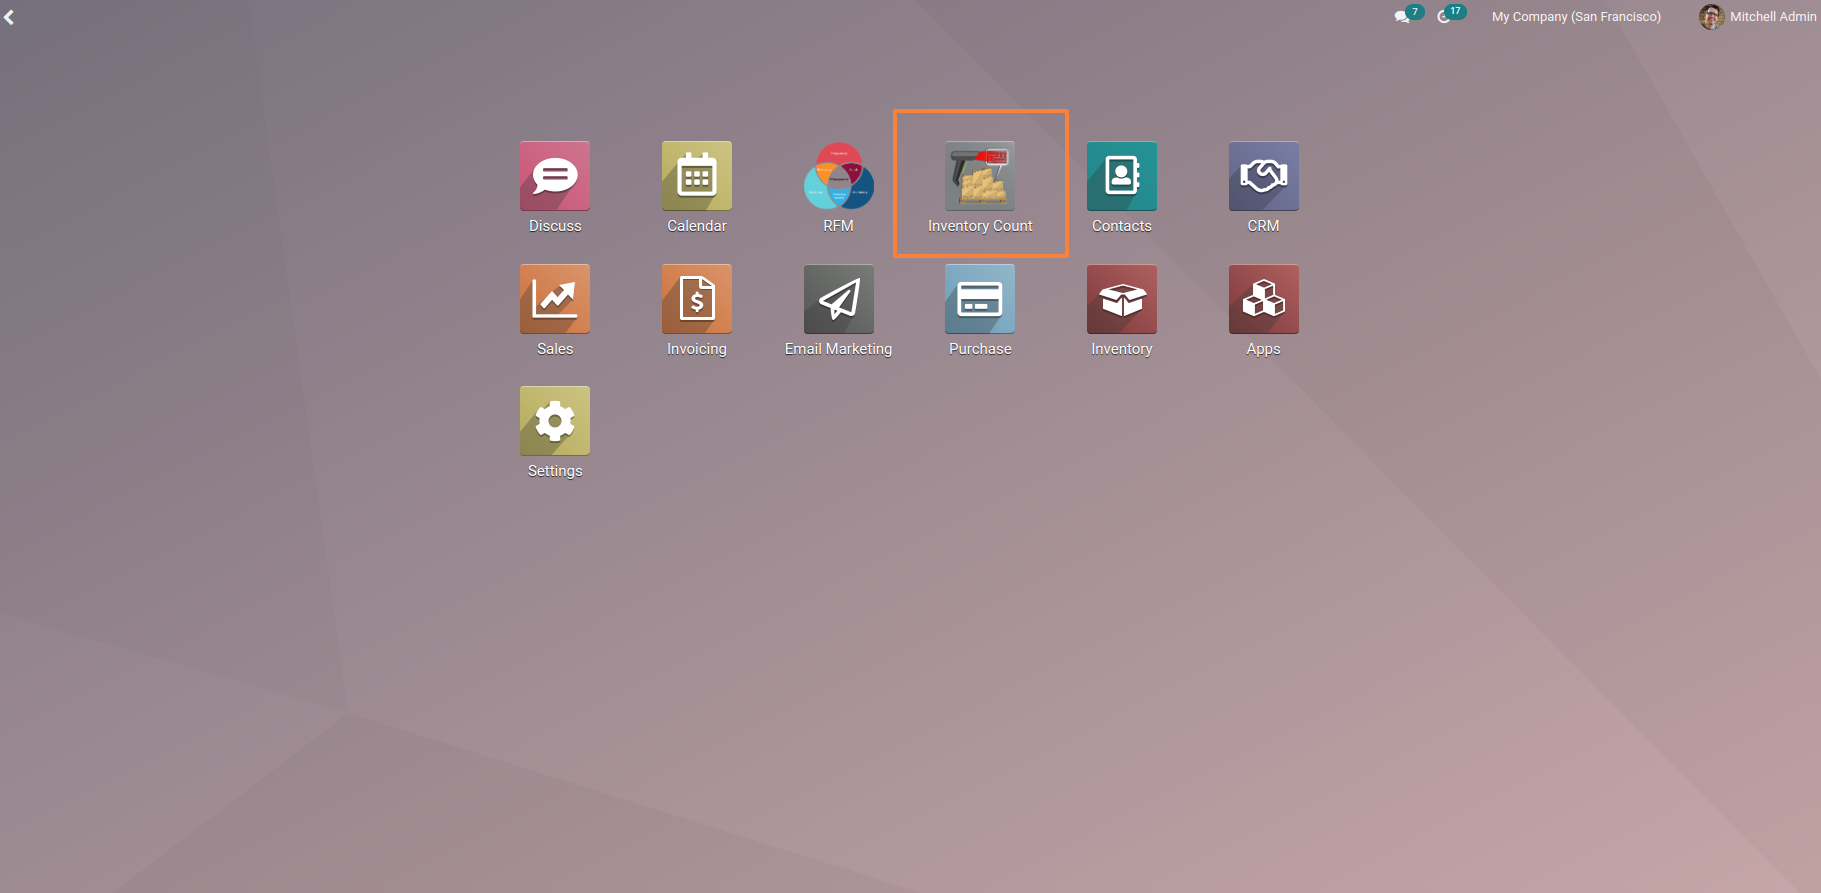 7 17 My Company (San Francisco) Mitchell Admin
Discuss Calendar RFM Inventory Count Contacts CRM
Sales Invoicing Email Marketing Purchase Inventory Apps
Settings